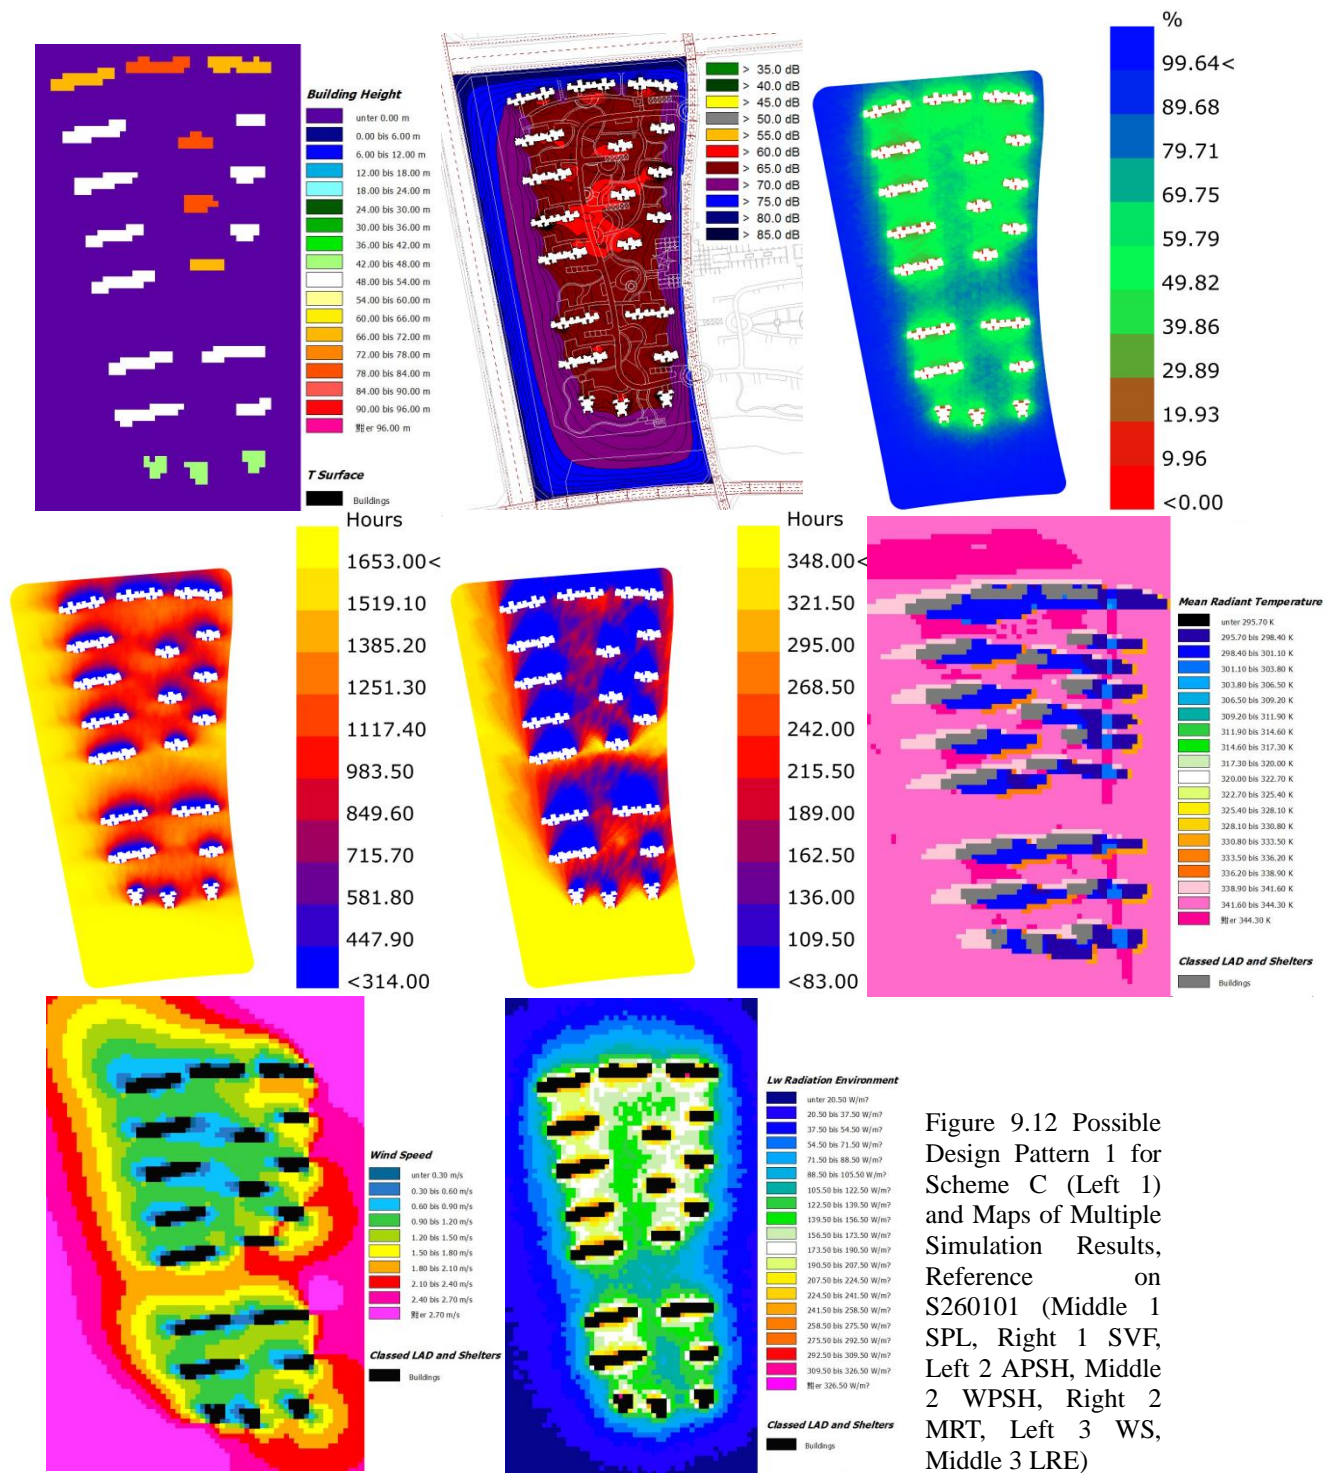 Building Height
unter 0.00 m
0.00 bis 6.00 m
6.00 bis 12.00 m
12.00 bis 18.00 m
18.00 bis 24.00 m
24.00 bis 30.00 m
30.00 bis 36.00 m
36.00 bis 42.00 m
42.00 bis 48.00 m
48.00 bis 54.00 m
54.00 bis 60.00 m
60.00 bis 66.00 m
66.00 bis 72.00 m
72.00 bis 78.00 m
78.00 bis 84.00 m
84.00 bis 90.00 m
90.00 bis 96.00 m
er 96.00 m
T Surface
Buildings
> 35.0 dB
> 40.0 dB
> 45.0 dB
> 50.0 dB
> 55.0 dB
> 60.0 dB
> 65.0 dB
> 70.0 dB
> 75.0 dB
> 80.0 dB
> 85.0 dB
%
99.64<
89.68
79.71
69.75
59.79
49.82
39.86
29.89
19.93
9.96
<0.00
Hours
1653.00<
1519.10
1385.20
1251.30
1117.40
983.50
849.60
715.70
581.80
447.90
<314.00
Hours
348.00<
321.50
295.00
268.50
242.00
215.50
189.00
162.50
136.00
109.50
<83.00
Mean Radiant Temperature
unter 295.70 K
295.70 bis 298.40 K
298.40 bis 301.10 K
301.10 bis 303.80 K
303.80 bis 306.50 K
306.50 bis 309.20 K
309.20 bis 311.90 K
311.90 bis 314.60 K
314.60 bis 317.30 K
317.30 bis 320.00 K
320.00 bis 322.70 K
322.70 bis 325.40 K
325.40 bis 328.10 K
328.10 bis 330.80 K
330.80 bis 333.50 K
333.50 bis 336.20 K
336.20 bis 338.90 K
338.90 bis 341.60 K
341.60 bis 344.30 K
er 344.30 K
Classed LAD and Shelters
Buildings
Wind Speed
unter 0.30 m/s
0.30 bis 0.60 m/s
0.60 bis 0.90 m/s
0.90 bis 1.20 m/s
1.20 bis 1.50 m/s
1.50 bis 1.80 m/s
1.80 bis 2.10 m/s
2.10 bis 2.40 m/s
2.40 bis 2.70 m/s
er 2.70 m/s
Classed LAD and Shelters
Buildings
Lw Radiation Environment
unter 20.50 W/m?
20.50 bis 37.50 W/m?
37.50 bis 54.50 W/m?
54.50 bis 71.50 W/m?
71.50 bis 88.50 W/m?
88.50 bis 105.50 W/m?
105.50 bis 122.50 W/m?
122.50 bis 139.50 W/m?
139.50 bis 156.50 W/m?
156.50 bis 173.50 W/m?
173.50 bis 190.50 W/m?
190.50 bis 207.50 W/m?
207.50 bis 224.50 W/m?
224.50 bis 241.50 W/m?
241.50 bis 258.50 W/m?
258.50 bis 275.50 W/m?
275.50 bis 292.50 W/m?
292.50 bis 309.50 W/m?
309.50 bis 326.50 W/m?
er 326.50 W/m?
Classed LAD and Shelters
Buildings
Figure 9.12 Possible
Design Pattern 1 for
Scheme C (Left 1)
and Maps of Multiple
Simulation Results,
Reference on
S260101 (Middle 1
SPL, Right 1 SVF,
Left 2 APSH, Middle
2 WPSH, Right 2
MRT, Left 3 WS,
Middle 3 LRE)